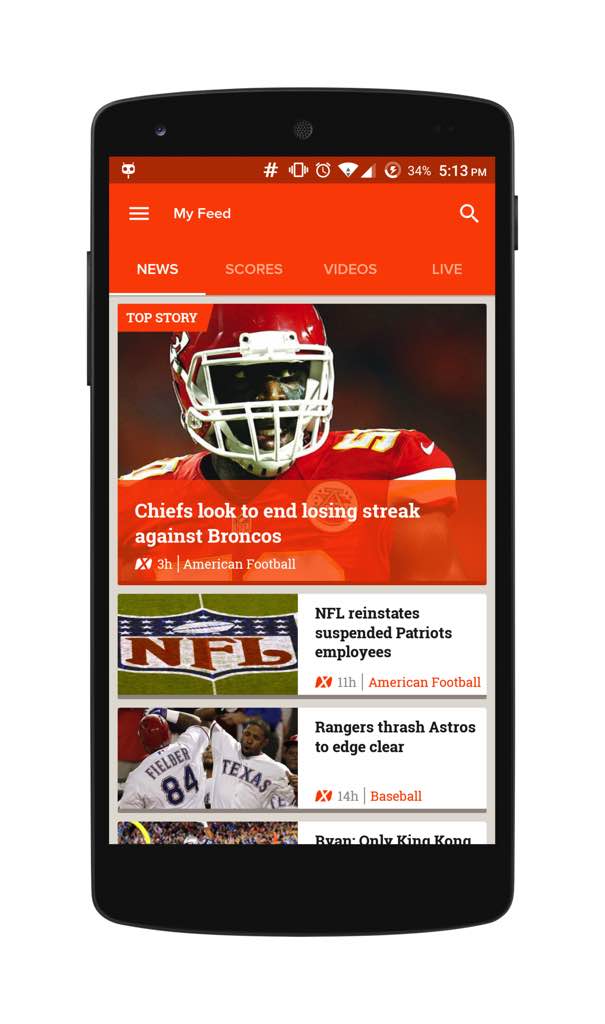 34% 5:13 PM
My Feed
NEWS SCORES VIDEOS LIVE
TOP STORY
Chiefs look to end losing streak
against Broncos
3h | American Football
NFL
NFL reinstates
suspended Patriots
employees
11h | American Football
FIELDER
84
TEXAS
Rangers thrash Astros
to edge clear
14h | Baseball
Ryan: Only King Kong